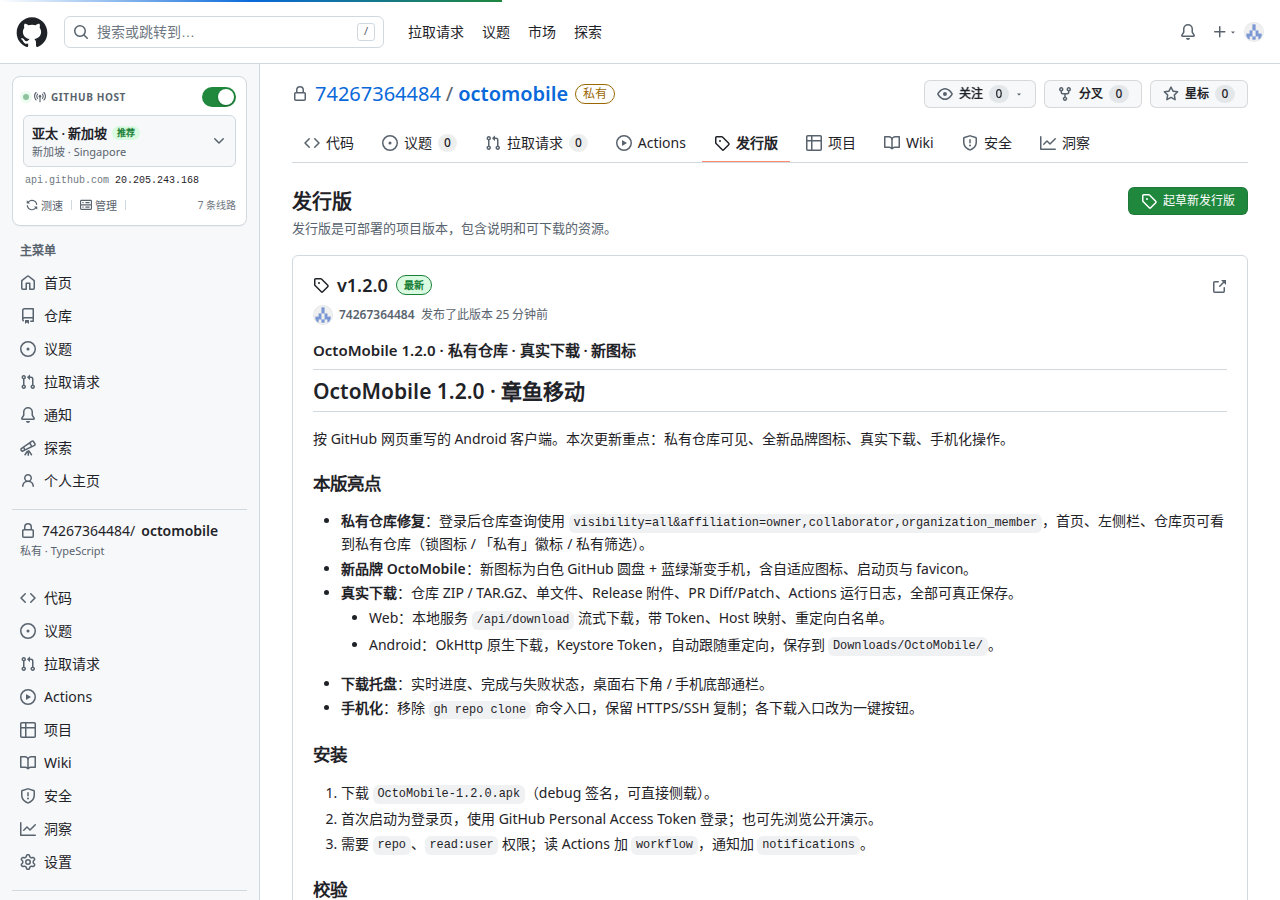 搜索或跳转到… /
拉取请求 议题 市场 探索
GITHUB HOST
亚太 · 新加坡 推荐
新加坡 · Singapore
api.github.com 20.205.243.168
测速 管理 7 条线路
主菜单
首页
仓库
议题
拉取请求
通知
探索
个人主页
74267364484/ octomobile
私有 · TypeScript
代码
议题
拉取请求
Actions
项目
Wiki
安全
洞察
设置
74267364484 / octomobile 私有
关注 0 分叉 0 星标 0
代码 议题 0 拉取请求 0 Actions 发行版 项目 Wiki 安全 洞察
发行版
起草新发行版
发行版是可部署的项目版本，包含说明和可下载的资源。
v1.2.0 最新
74267364484 发布了此版本 25 分钟前
OctoMobile 1.2.0 · 私有仓库 · 真实下载 · 新图标
OctoMobile 1.2.0 · 章鱼移动
按 GitHub 网页重写的 Android 客户端。本次更新重点：私有仓库可见、全新品牌图标、真实下载、手机化操作。
本版亮点
• 私有仓库修复：登录后仓库查询使用 visibility=all&affiliation=owner,collaborator,organization_member，首页、左侧栏、仓库页可看
到私有仓库（锁图标 / 「私有」徽标 / 私有筛选）。
• 新品牌 OctoMobile：新图标为白色 GitHub 圆盘 + 蓝绿渐变手机，含自适应图标、启动页与 favicon。
• 真实下载：仓库 ZIP / TAR.GZ、单文件、Release 附件、PR Diff/Patch、Actions 运行日志，全部可真正保存。
• Web：本地服务 /api/download 流式下载，带 Token、Host 映射、重定向白名单。
• Android：OkHttp 原生下载，Keystore Token，自动跟随重定向，保存到 Downloads/OctoMobile/ 。
• 下载托盘：实时进度、完成与失败状态，桌面右下角 / 手机底部通栏。
• 手机化：移除 gh repo clone 命令入口，保留 HTTPS/SSH 复制；各下载入口改为一键按钮。
安装
1. 下载 OctoMobile-1.2.0.apk（debug 签名，可直接侧载）。
2. 首次启动为登录页，使用 GitHub Personal Access Token 登录；也可先浏览公开演示。
3. 需要 repo 、read:user 权限；读 Actions 加 workflow，通知加 notifications 。
校验